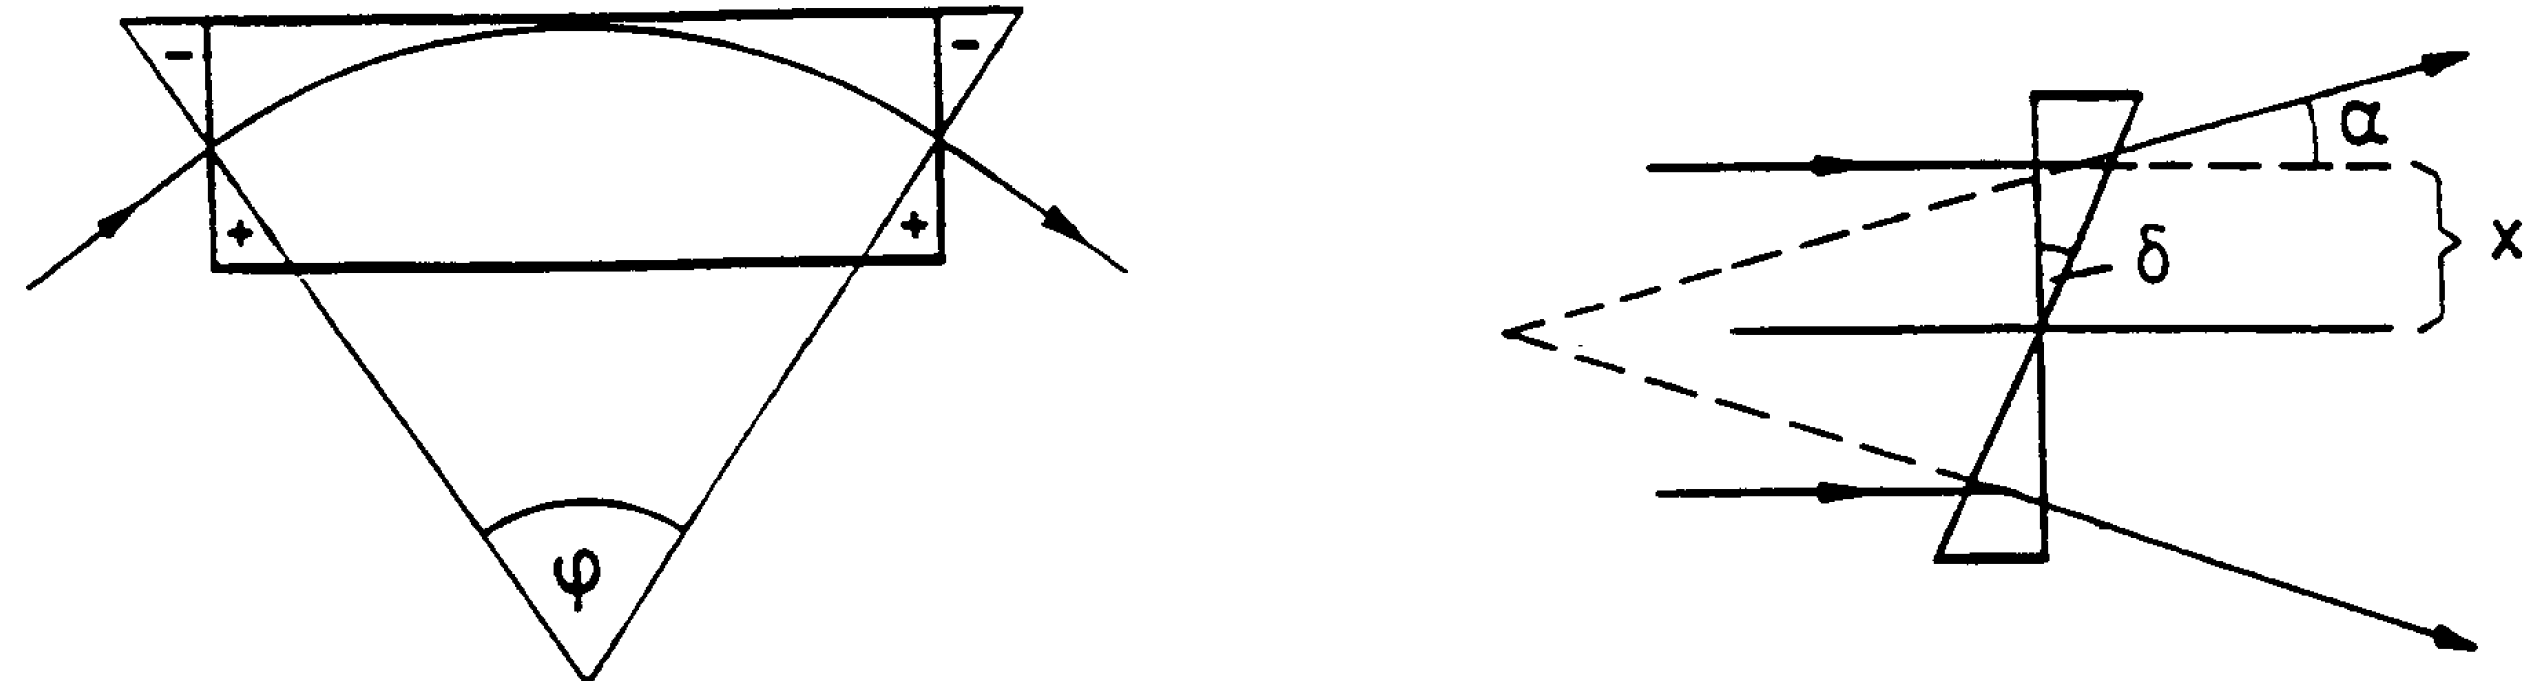 - -
+ +
φ
α
δ
x